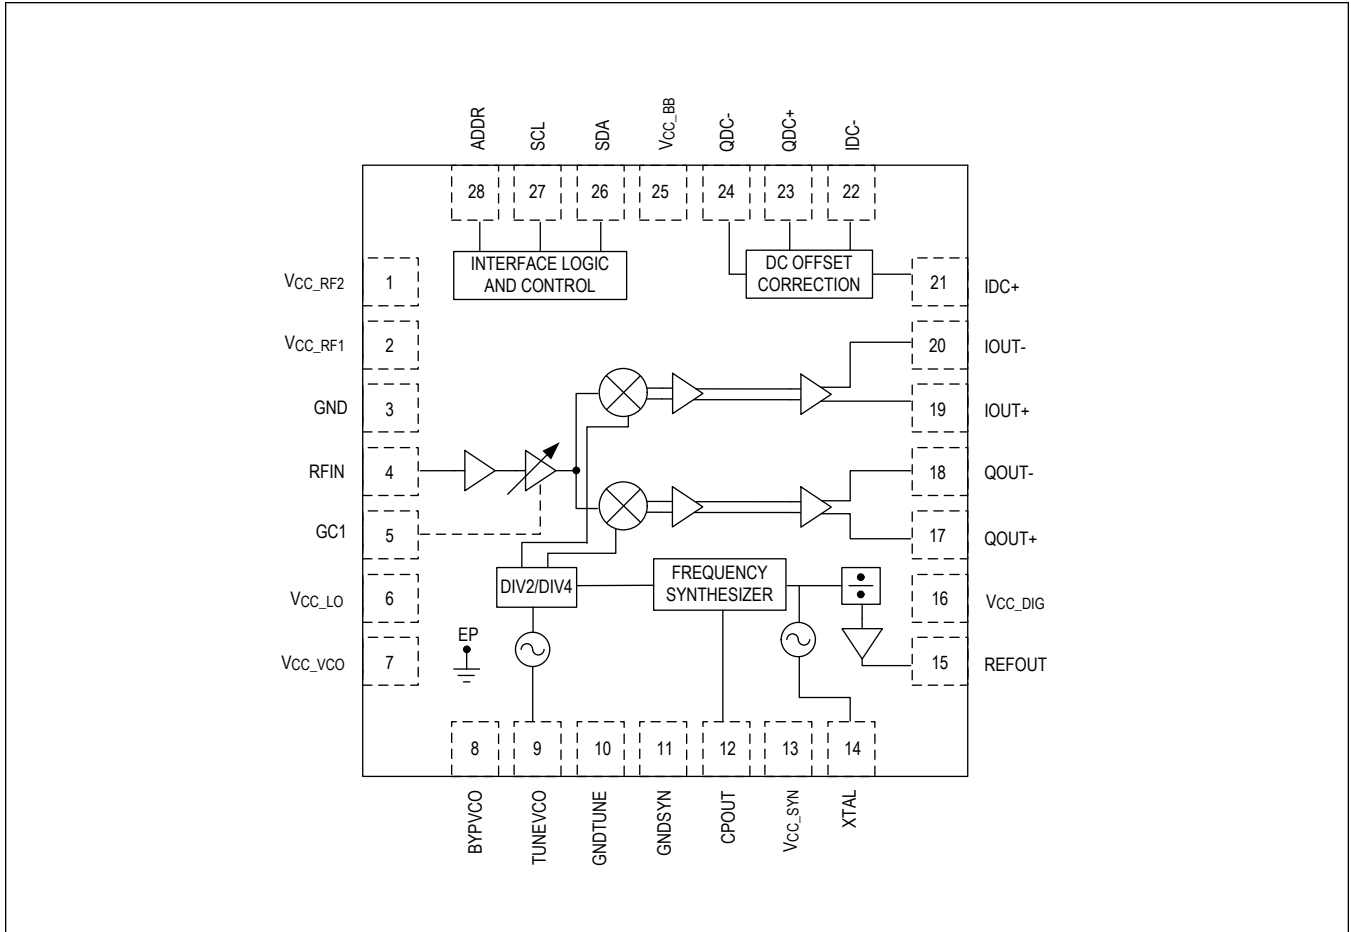 ADDR
SCL
SDA
VCC_BB
QDC-
QDC+
IDC-
28
27
26
25
24
23
22
INTERFACE LOGIC
AND CONTROL
DC OFFSET
CORRECTION
VCC_RF2
1
21
IDC+
VCC_RF1
2
20
IOUT-
GND
3
19
IOUT+
RFIN
4
18
QOUT-
GC1
5
17
QOUT+
VCC_LO
6
DIV2/DIV4
FREQUENCY
SYNTHESIZER
16
VCC_DIG
VCC_VCO
7
EP
15
REFOUT
8
9
10
11
12
13
14
BYPVCO
TUNEVCO
GNDTUNE
GNDSYN
CPOUT
VCC_SYN
XTAL